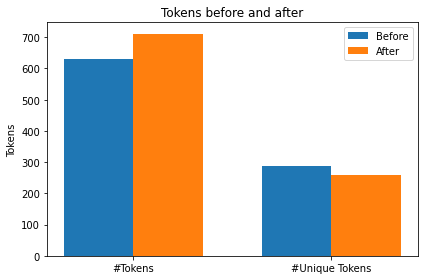 Tokens before and after
Before
After
Tokens
700
600
500
400
300
200
100
0
#Tokens
#Unique Tokens